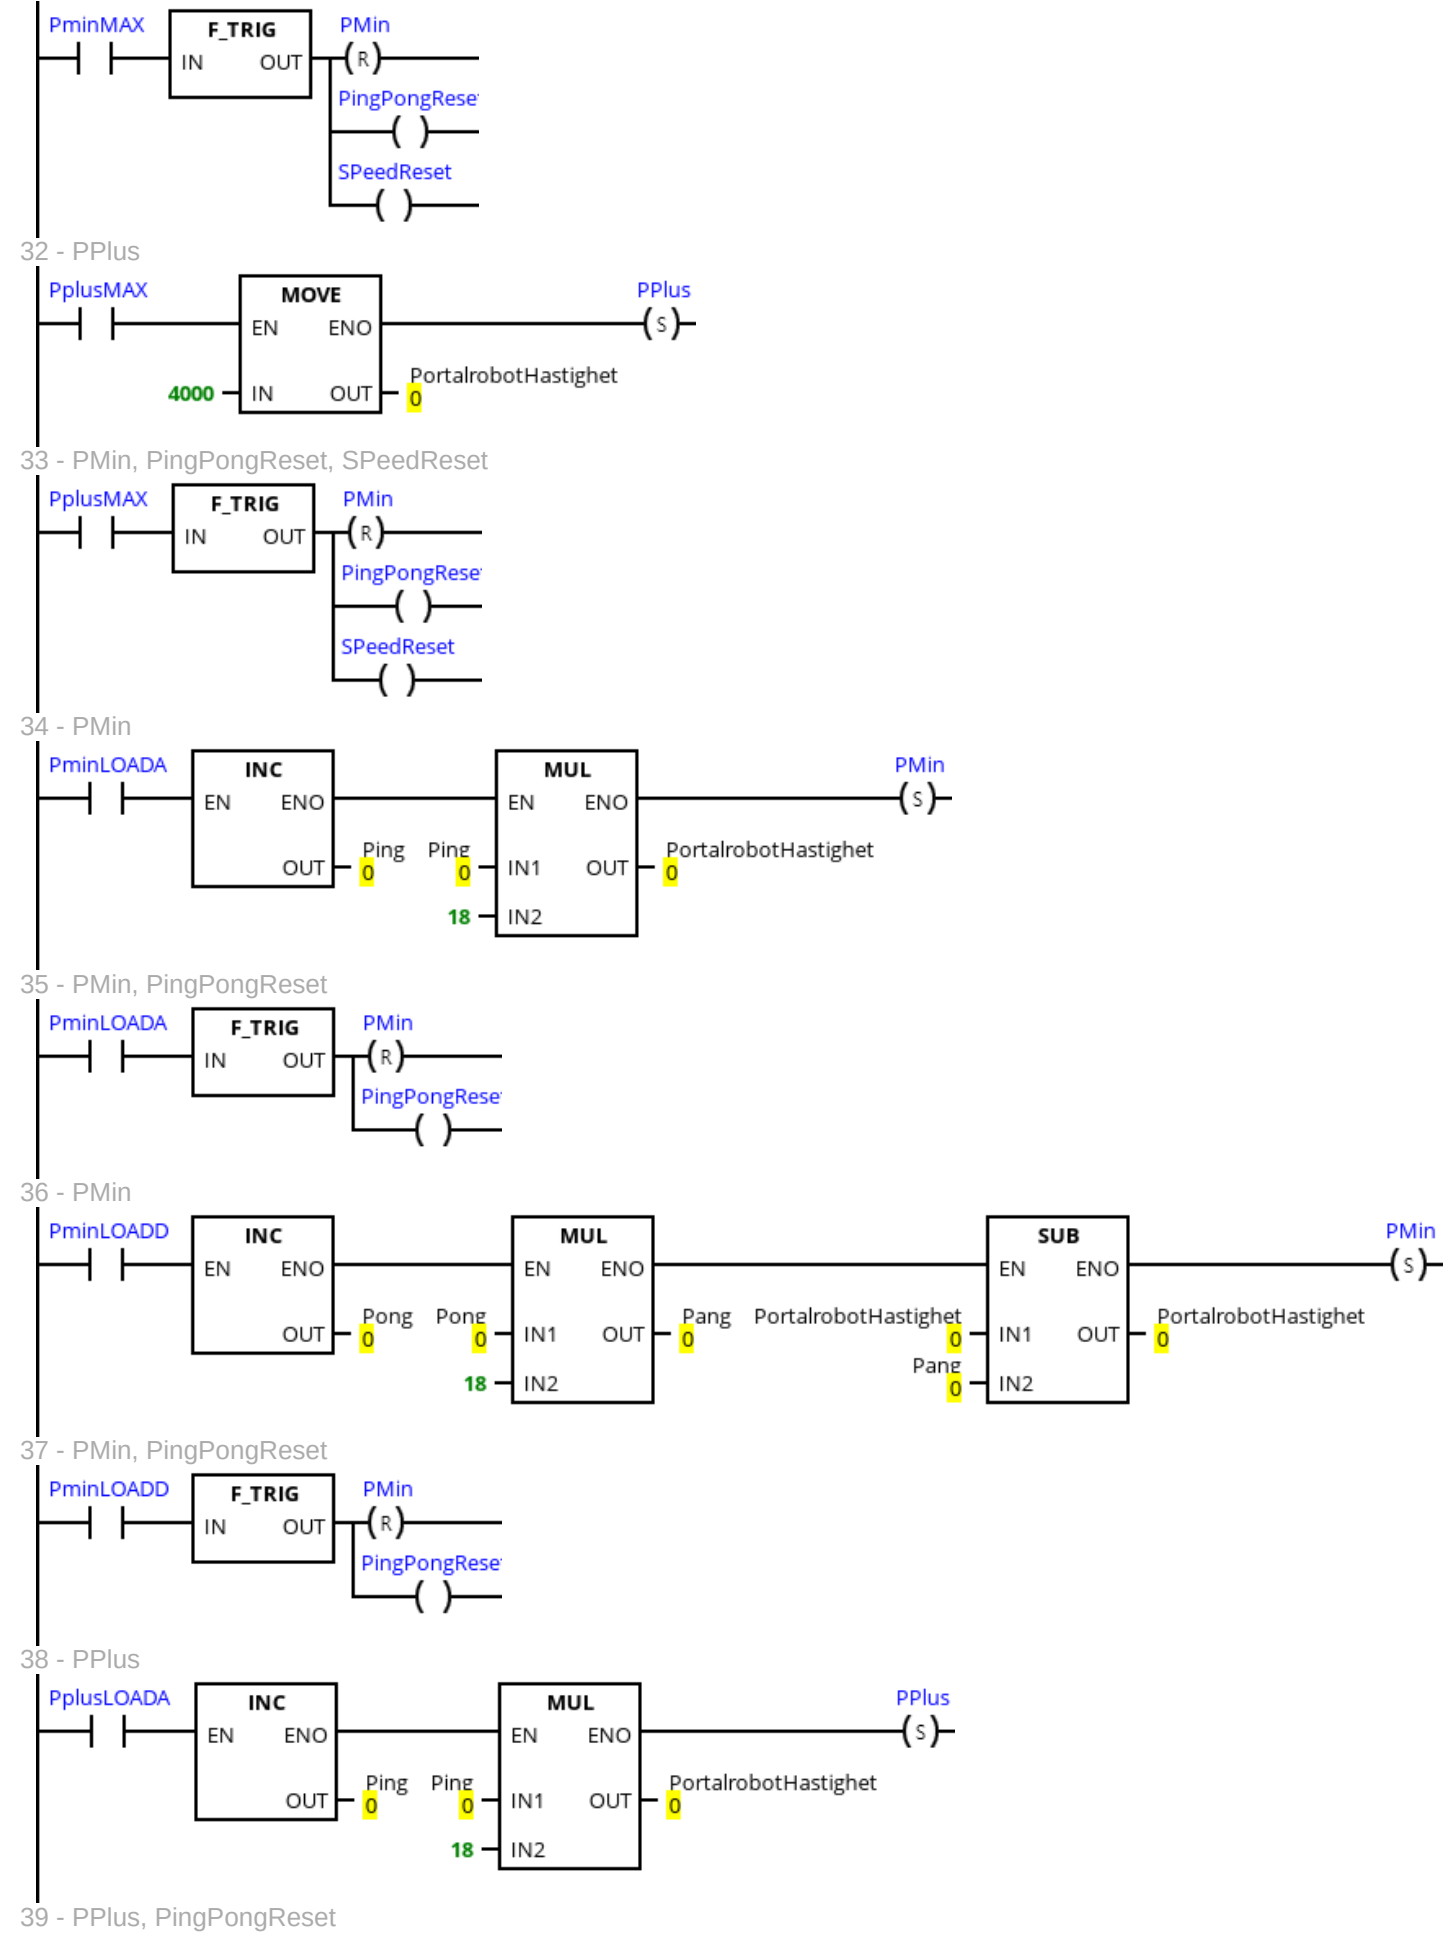 PminMAX
F_TRIG
PMin
IN OUT
R
PingPongReset
SPeedReset
32 - PPlus
PplusMAX
MOVE
PPlus
EN ENO
S
PortalrobotHastighet
4000 IN OUT 0
33 - PMin, PingPongReset, SPeedReset
PplusMAX
F_TRIG
PMin
IN OUT
R
PingPongReset
SPeedReset
34 - PMin
PminLOADA
INC
MUL
PMin
EN ENO EN ENO
S
Ping Ping PortalrobotHastighet
OUT 0 0 IN1 OUT 0
18 IN2
35 - PMin, PingPongReset
PminLOADA
F_TRIG
PMin
IN OUT
R
PingPongReset
36 - PMin
PminLOADD
INC
MUL
SUB
PMin
EN ENO EN ENO EN ENO
S
Pong Pong Pang PortalrobotHastighet PortalrobotHastighet
OUT 0 0 IN1 OUT 0 0 IN1 OUT 0
Pang
18 IN2 0 IN2
37 - PMin, PingPongReset
PminLOADD
F_TRIG
PMin
IN OUT
R
PingPongReset
38 - PPlus
PplusLOADA
INC
MUL
PPlus
EN ENO EN ENO
S
Ping Ping PortalrobotHastighet
OUT 0 0 IN1 OUT 0
18 IN2
39 - PPlus, PingPongReset